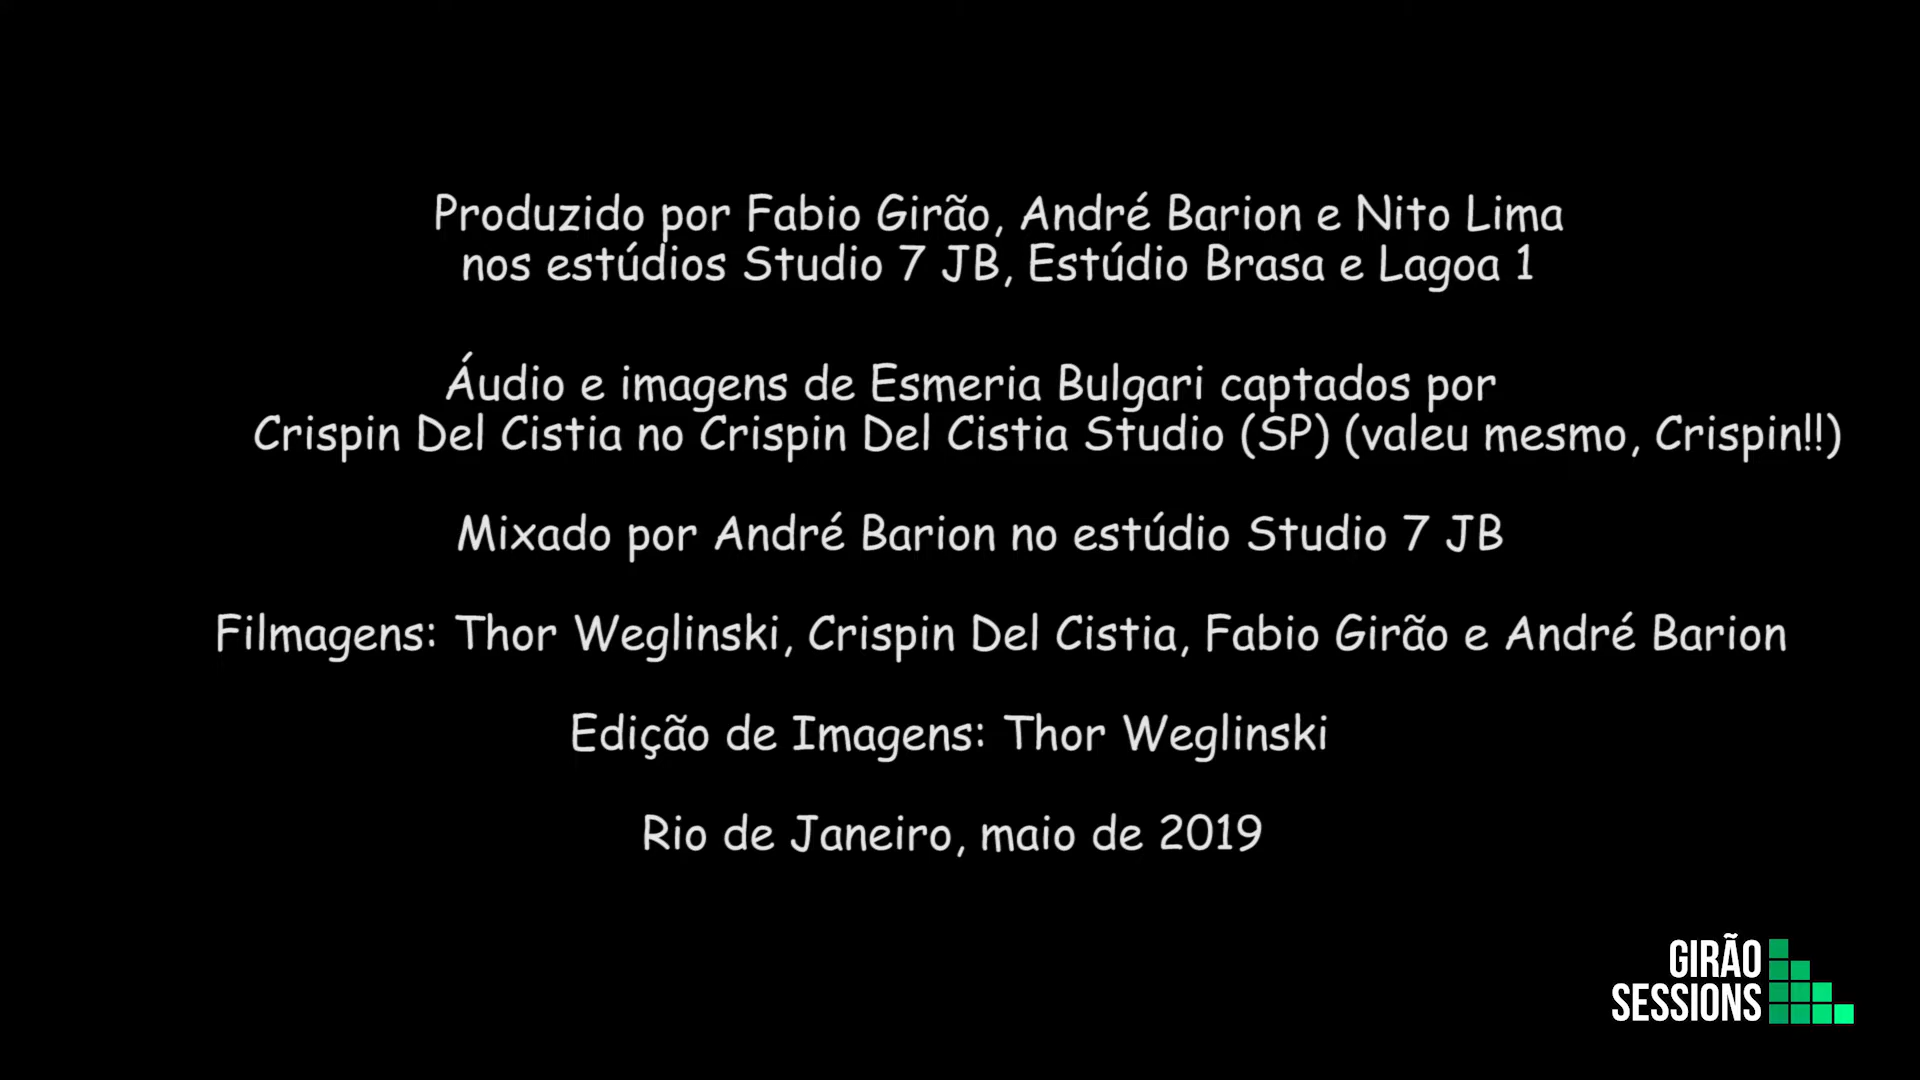 Produzido por Fabio Girão, André Barion e Nito Lima
nos estúdios Studio 7 JB, Estúdio Brasa e Lagoa 1
Áudio e imagens de Esmeria Bulgari captados por
Crispin Del Cistia no Crispin Del Cistia Studio (SP) (valeu mesmo, Crispin!!)
Mixado por André Barion no estúdio Studio 7 JB
Filmagens: Thor Weglinski, Crispin Del Cistia, Fabio Girão e André Barion
Edição de Imagens: Thor Weglinski
Rio de Janeiro, maio de 2019
GIRÃO
SESSIONS